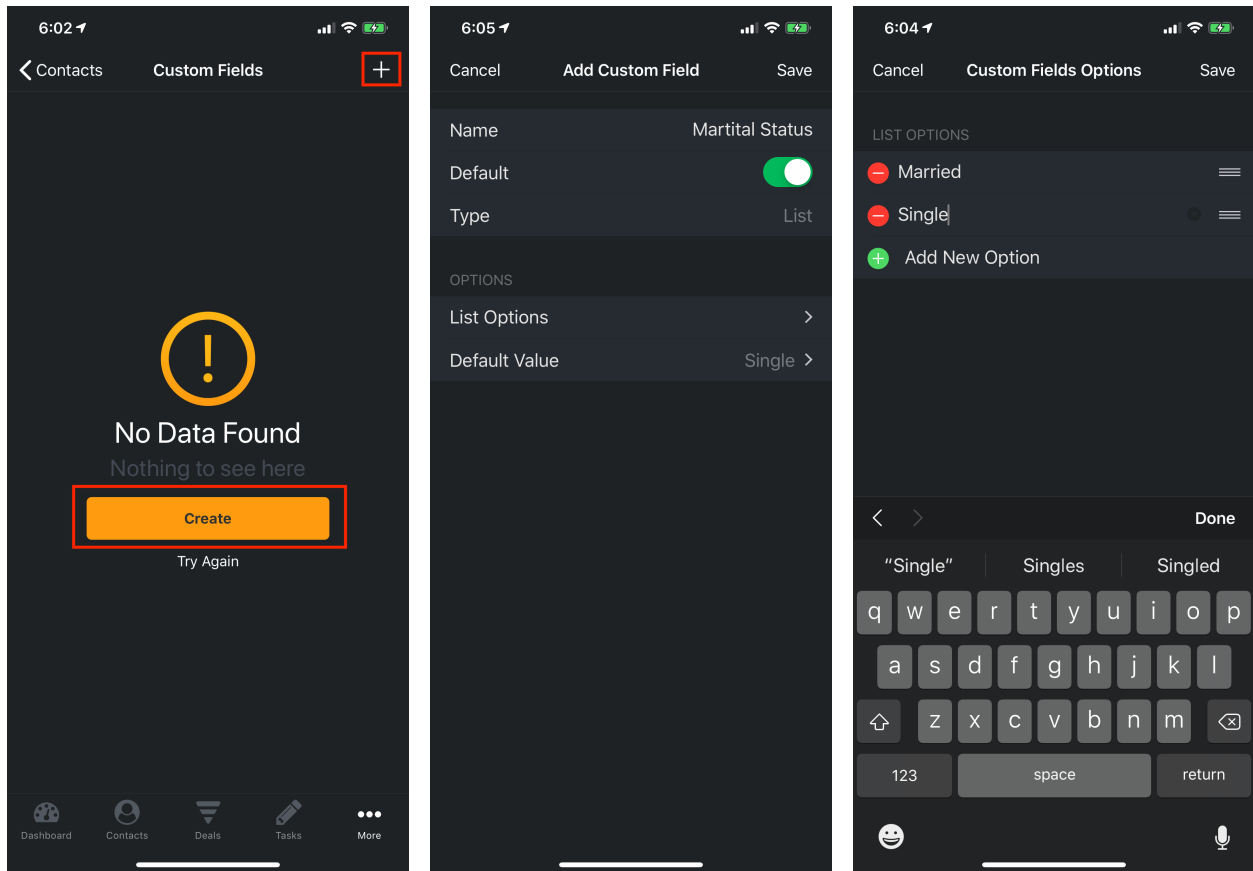 6:02
Contacts
Custom Fields
No Data Found
Nothing to see here
Create
Try Again
Dashboard Contacts Deals Tasks More
6:05
Cancel Add Custom Field Save
Name Martital Status
Default
Type List
OPTIONS
List Options
Default Value Single
6:04
Cancel Custom Fields Options Save
LIST OPTIONS
Married
Single
Add New Option
Done
“Single” Singles Singled
q w e r t y u i o p
a s d f g h j k l
z x c v b n m
123 space return